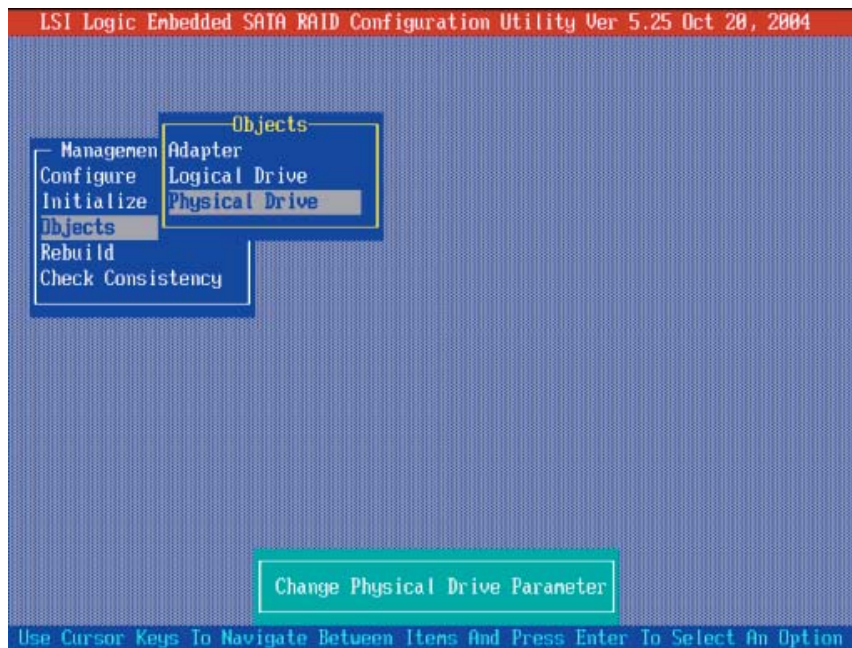 LSI Logic Embedded SATA RAID Configuration Utility Ver 5.25 Oct 20, 2004
Objects
Managemen
Adapter
Configure
Logical Drive
Initialize
Physical Drive
Objects
Rebuild
Check Consistency
Change Physical Drive Parameter
Use Cursor Keys To Navigate Between Items And Press Enter To Select An Option